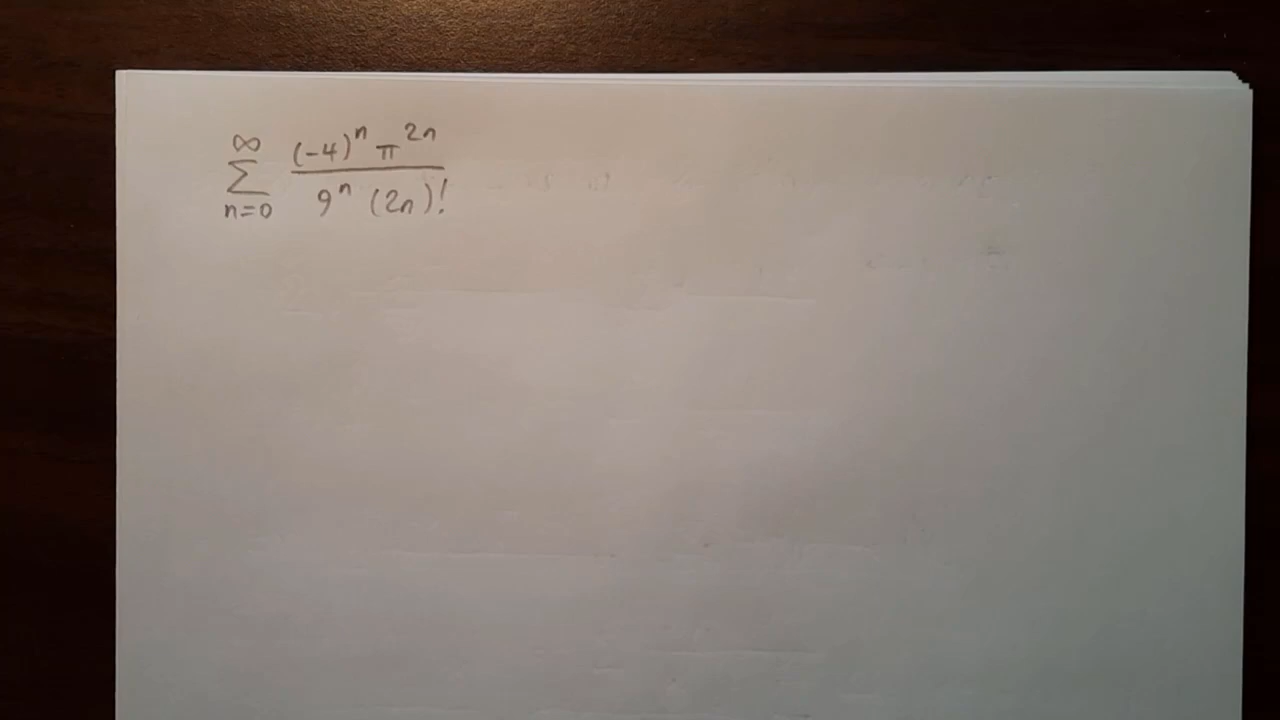 ∞
∑ (-4)^n π^{2n} / 9^n (2n)!
n=0